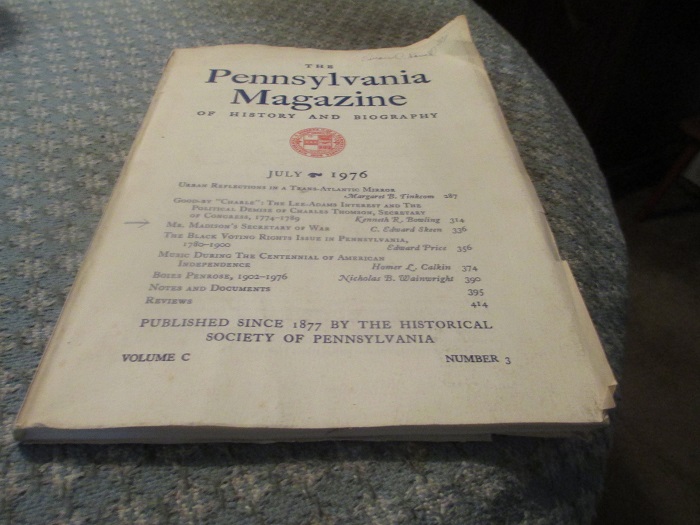 THE
Pennsylvania
Magazine
OF HISTORY AND BIOGRAPHY
JULY 1976
URBAN REFLECTIONS IN A TRANS-ATLANTIC MIRROR
Margaret B. Tinkcom 287
GOOD-BY "CHARLE": THE LEE-ADAMS INTEREST AND THE
POLITICAL DEMISE OF CHARLES THOMSON, SECRETARY
OF CONGRESS, 1774-1789 Kenneth R. Bowling 314
MR. MADISON'S SECRETARY OF WAR C. Edward Skeen 336
THE BLACK VOTING RIGHTS ISSUE IN PENNSYLVANIA,
1780-1900 Edward Price 356
MUSIC DURING THE CENTENNIAL OF AMERICAN
INDEPENDENCE Homer L. Calkin 374
BOIES PENROSE, 1902-1976 Nicholas B. Wainwright 390
NOTES AND DOCUMENTS 395
REVIEWS 414
PUBLISHED SINCE 1877 BY THE HISTORICAL
SOCIETY OF PENNSYLVANIA
VOLUME C NUMBER 3